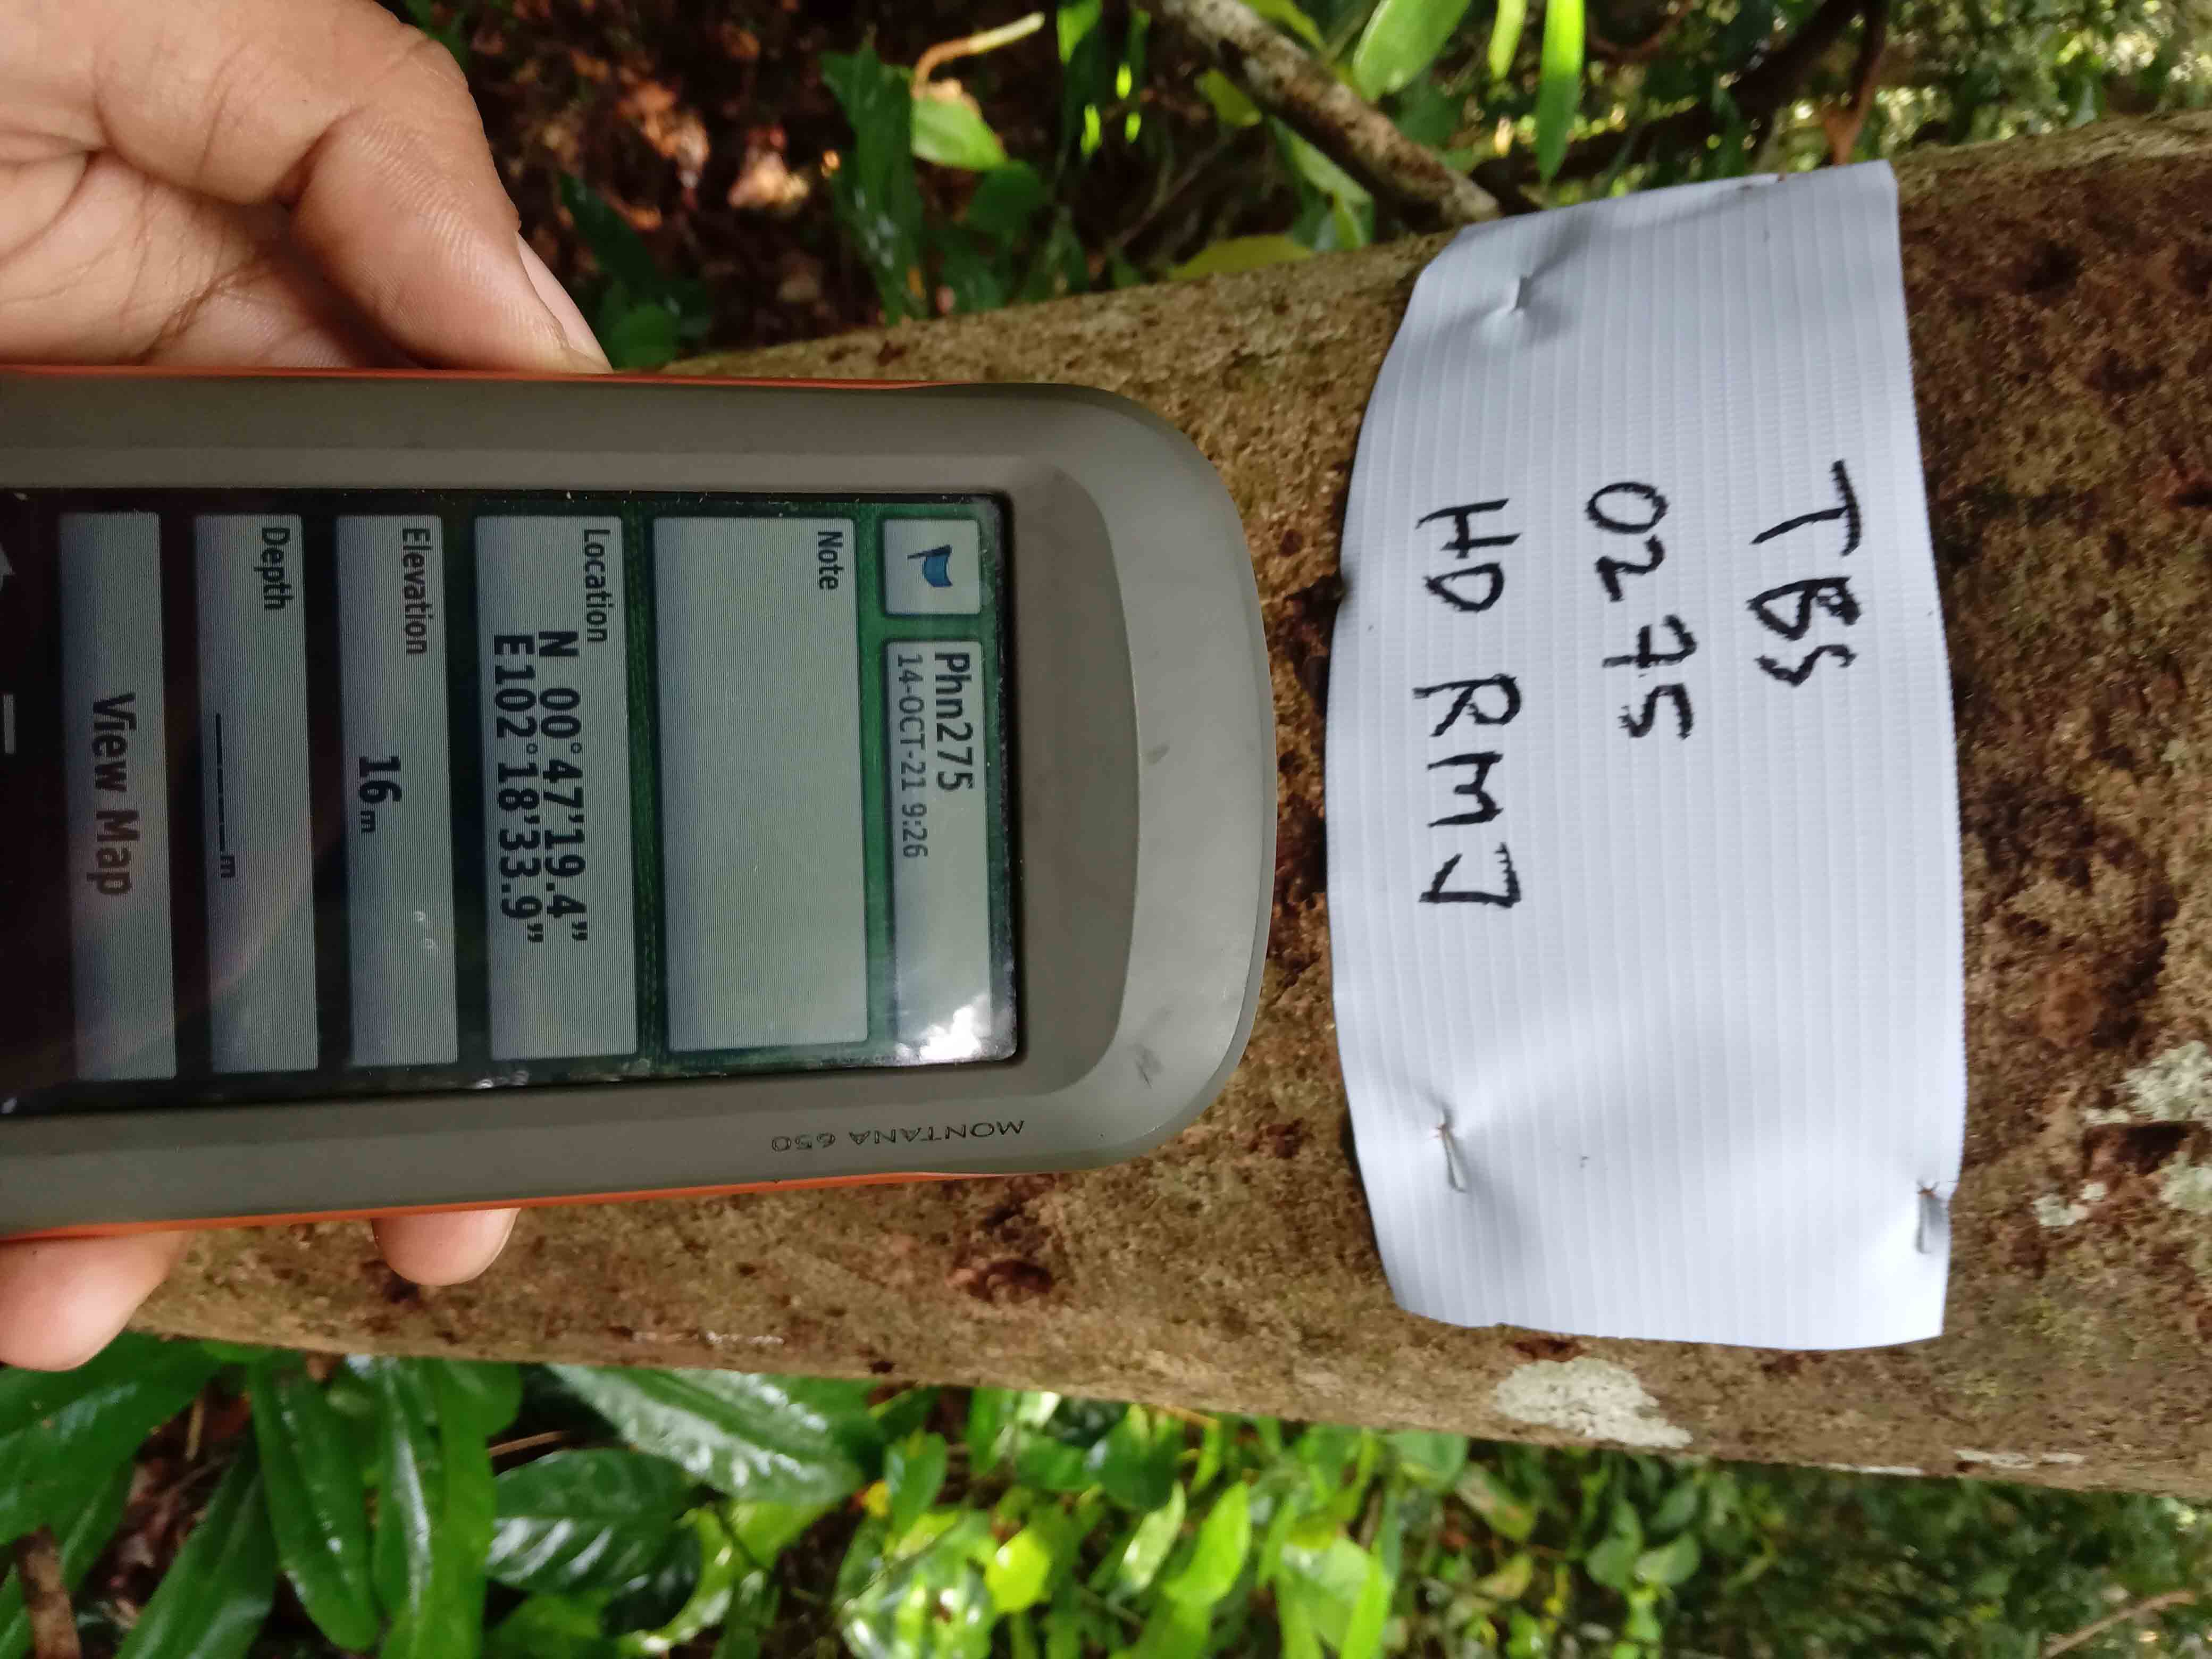 TBS
0275
HD RMJ
MONTANA 650
Phn275
14-OCT-21 9:26
Note
Location
N 00°47'19.4"
E102°18'33.9"
Elevation
16m
Depth
_____m
View Map